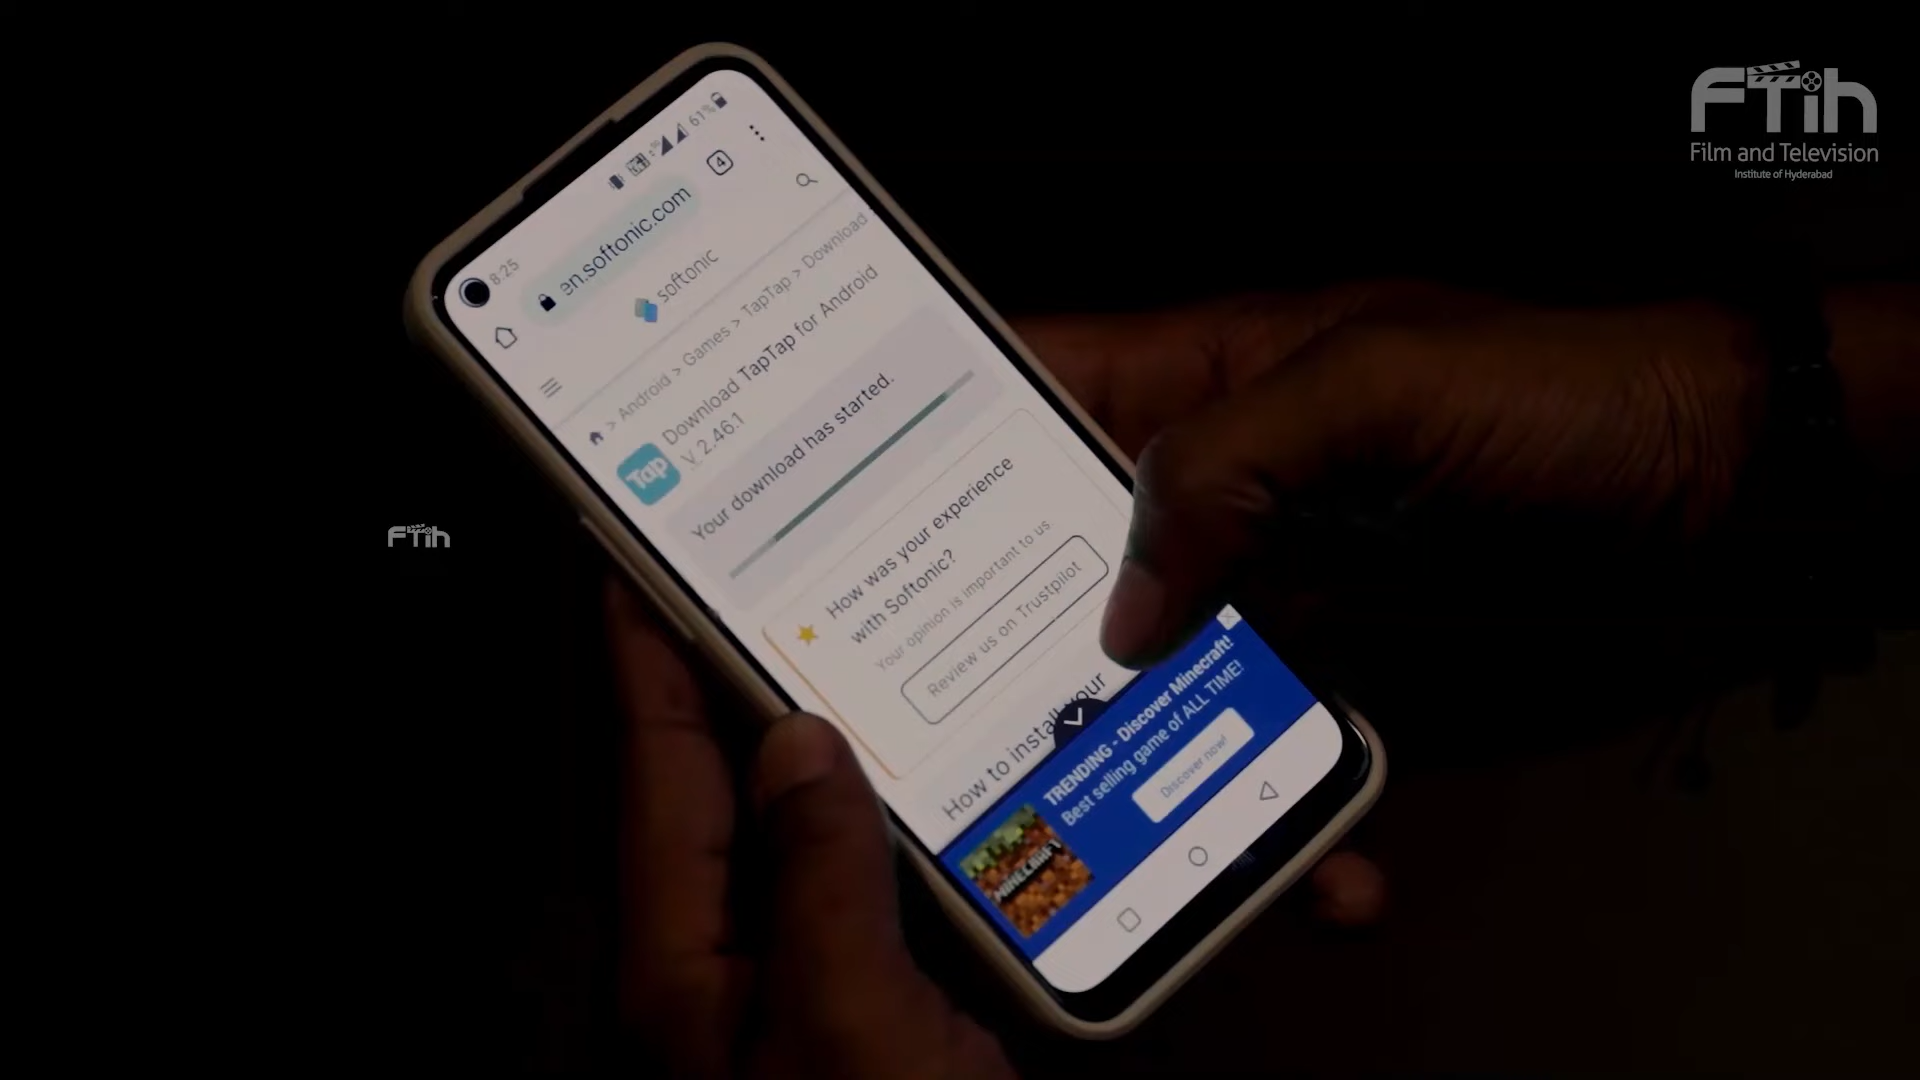 FTih
Film and Television
Institute of Hyderabad
FTih
8:25
61%
en.softonic.com
4
softonic
> Android > Games > TapTap > Download
Download TapTap for Android
V 2.46.1
Tap
Your download has started.
How was your experience
with Softonic?
Your opinion is important to us
Review us on Trustpilot
How to install your
TRENDING - Discover Minecraft!
Best selling game of ALL TIME!
Discover now!
MINECRAFT